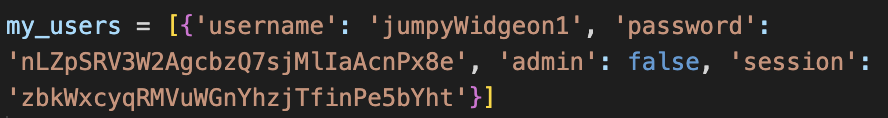 my_users = [{'username': 'jumpyWidgeon1', 'password':
'nLZpSRV3W2AgcbzQ7sjMlIaAcnPx8e', 'admin': false, 'session':
'zbkWxcyqRMVuWGnYhzjTfinPe5bYht'}]